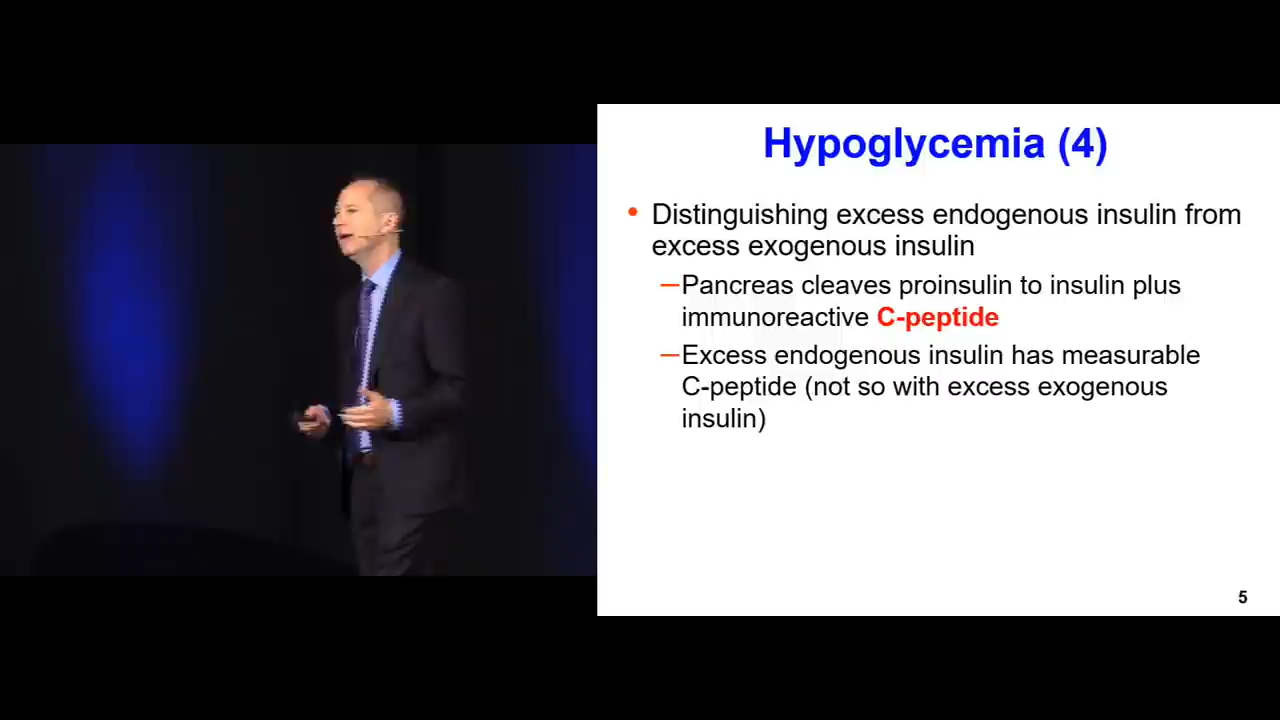 Hypoglycemia (4)
• Distinguishing excess endogenous insulin from
excess exogenous insulin
–Pancreas cleaves proinsulin to insulin plus
immunoreactive C-peptide
–Excess endogenous insulin has measurable
C-peptide (not so with excess exogenous
insulin)
5